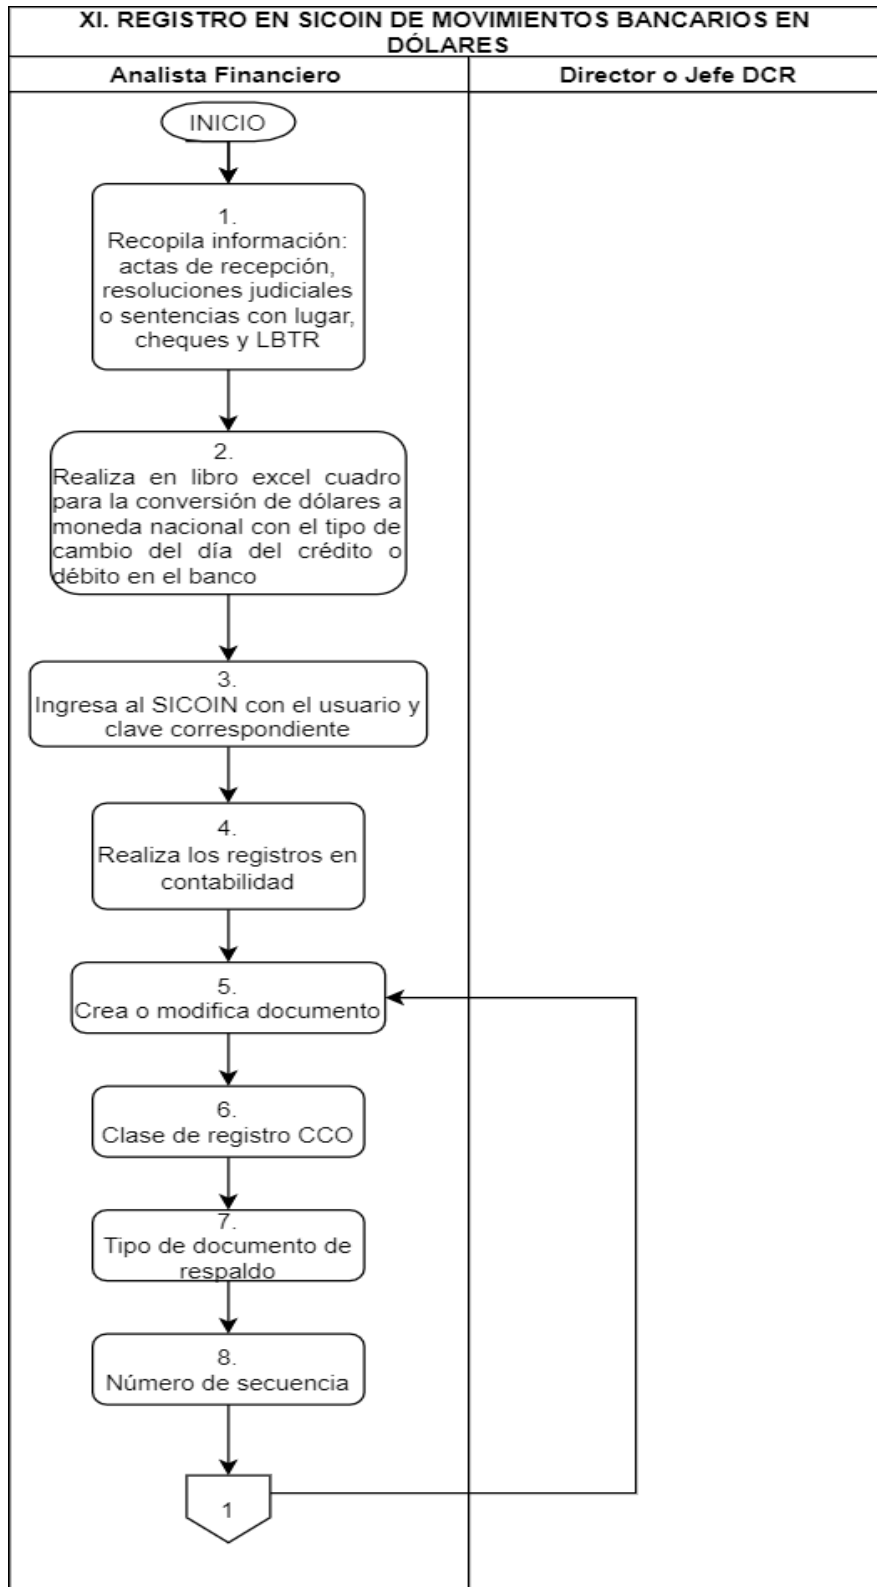 XI. REGISTRO EN SICOIN DE MOVIMIENTOS BANCARIOS EN
DÓLARES
Analista Financiero
Director o Jefe DCR
INICIO
1.
Recopila información:
actas de recepción,
resoluciones judiciales
o sentencias con lugar,
cheques y LBTR
2.
Realiza en libro excel cuadro
para la conversión de dólares a
moneda nacional con el tipo de
cambio del día del crédito o
débito en el banco
3.
Ingresa al SICOIN con el usuario y
clave correspondiente
4.
Realiza los registros en
contabilidad
5.
Crea o modifica documento
6.
Clase de registro CCO
7.
Tipo de documento de
respaldo
8.
Número de secuencia
1